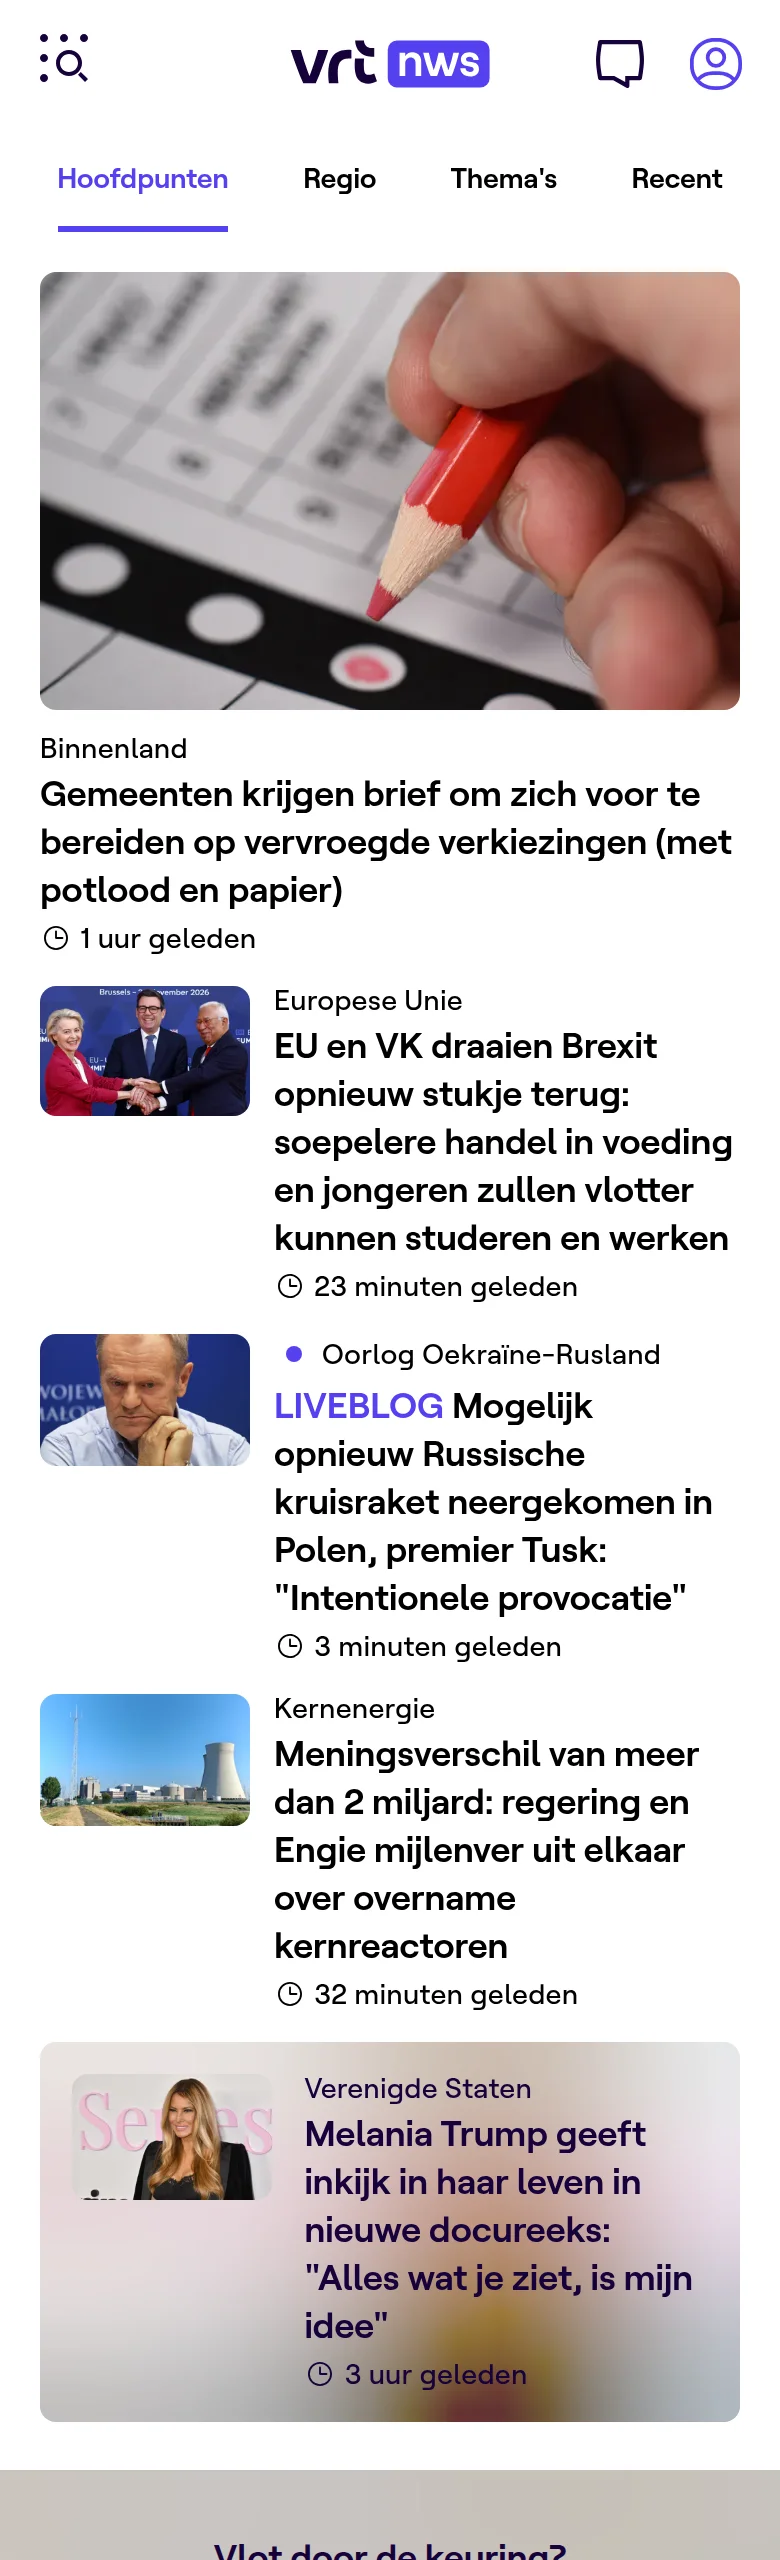 vrt nws
Hoofdpunten
Regio
Thema's
Recent
Binnenland
Gemeenten krijgen brief om zich voor te
bereiden op vervroegde verkiezingen (met
potlood en papier)
1 uur geleden
Europese Unie
EU en VK draaien Brexit
opnieuw stukje terug:
soepelere handel in voeding
en jongeren zullen vlotter
kunnen studeren en werken
23 minuten geleden
Oorlog Oekraïne-Rusland
LIVEBLOG Mogelijk
opnieuw Russische
kruisraket neergekomen in
Polen, premier Tusk:
"Intentionele provocatie"
3 minuten geleden
Kernenergie
Meningsverschil van meer
dan 2 miljard: regering en
Engie mijlenver uit elkaar
over overname
kernreactoren
32 minuten geleden
Verenigde Staten
Melania Trump geeft
inkijk in haar leven in
nieuwe docureeks:
"Alles wat je ziet, is mijn
idee"
3 uur geleden
Vlot door de keuring?